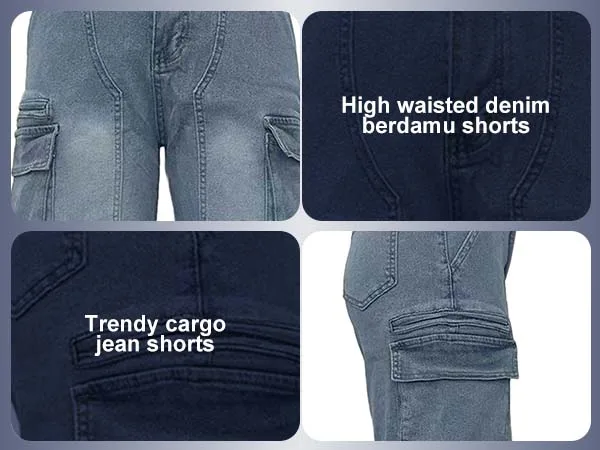 High waisted denim
berdamu shorts
Trendy cargo
jean shorts